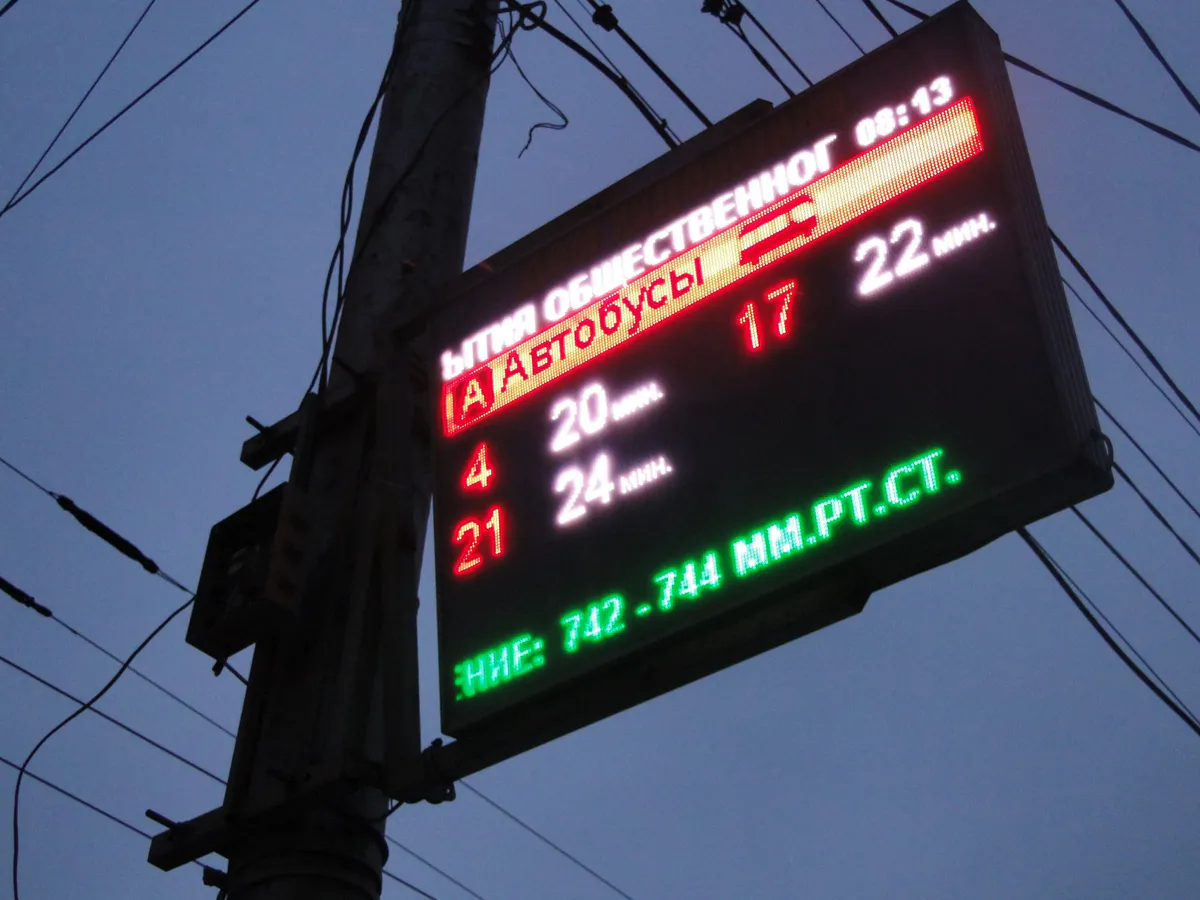 ЫТИЯ ОБЩЕСТВЕННОГ 08:13
А Автобусы
4 20 мин. 17 22 мин.
21 24 мин.
ЕНИЕ: 742 - 744 ММ.РТ.СТ.